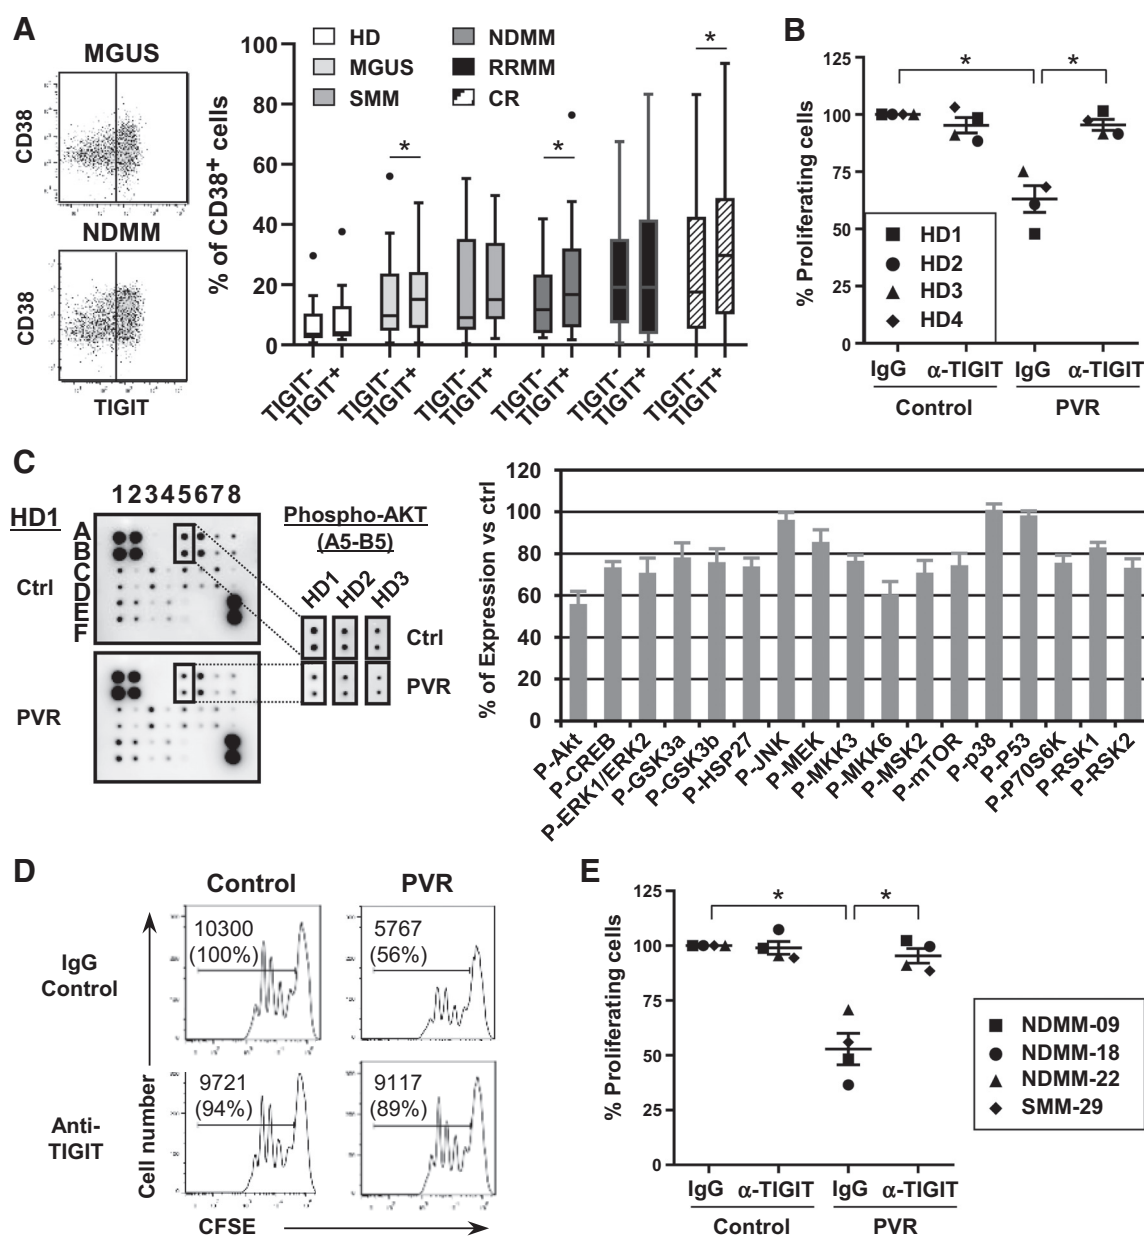 A
MGUS
CD38
NDMM
CD38
TIGIT
% of CD38+ cells
100
80
60
40
20
0
HD
MGUS
SMM
NDMM
RRMM
CR
*
*
*
TIGIT-
TIGIT+
TIGIT-
TIGIT+
TIGIT-
TIGIT+
TIGIT-
TIGIT+
TIGIT-
TIGIT+
TIGIT-
TIGIT+
B
% Proliferating cells
125
100
75
50
25
0
*
*
HD1
HD2
HD3
HD4
IgG α-TIGIT IgG α-TIGIT
Control PVR
C
12345678
HD1
A
B
C
D
E
F
Ctrl
PVR
Phospho-AKT
(A5-B5)
HD1 HD2 HD3
Ctrl
PVR
% of Expression vs ctrl
120
100
80
60
40
20
0
P-Akt
P-CREB
P-ERK1/ERK2
P-GSK3a
P-GSK3b
P-HSP27
P-JNK
P-MEK
P-MKK3
P-MKK6
P-MSK2
P-mTOR
P-p38
P-P53
P-P70S6K
P-RSK1
P-RSK2
D
Control PVR
IgG
Control
10300
(100%)
5767
(56%)
Anti-
TIGIT
9721
(94%)
9117
(89%)
Cell number
CFSE
E
% Proliferating cells
125
100
75
50
25
0
*
*
IgG α-TIGIT IgG α-TIGIT
Control PVR
NDMM-09
NDMM-18
NDMM-22
SMM-29